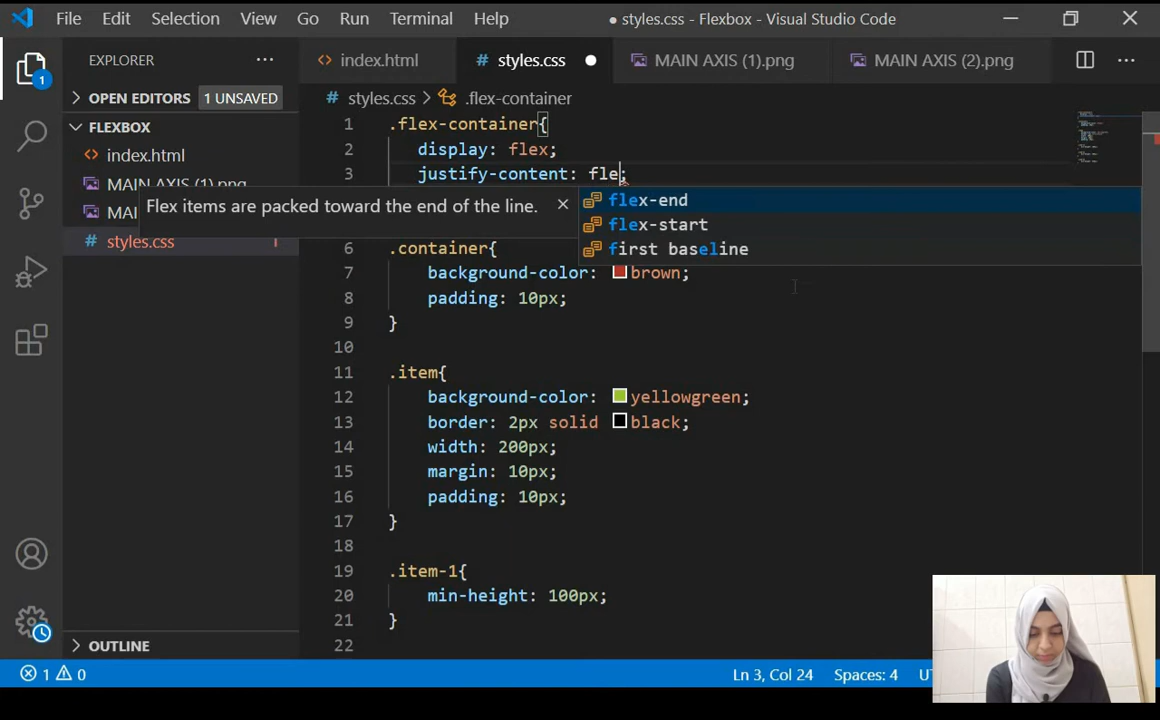 File Edit Selection View Go Run Terminal Help ● styles.css - Flexbox - Visual Studio Code
EXPLORER ··· <> index.html # styles.css ● MAIN AXIS (1).png MAIN AXIS (2).png ···
1
> OPEN EDITORS 1 UNSAVED # styles.css > .flex-container
FLEXBOX 1 .flex-container{
2 display: flex;
<> index.html
3 justify-content: fle;
MAIN AXIS (1).png
Flex items are packed toward the end of the line. × flex-end
MAI
flex-start
# styles.css 1
first baseline
6 .container{
7 background-color: brown;
8 padding: 10px;
9 }
10
11 .item{
12 background-color: yellowgreen;
13 border: 2px solid black;
14 width: 200px;
15 margin: 10px;
16 padding: 10px;
17 }
18
19 .item-1{
20 min-height: 100px;
21 }
> OUTLINE 22
1 0 Ln 3, Col 24 Spaces: 4